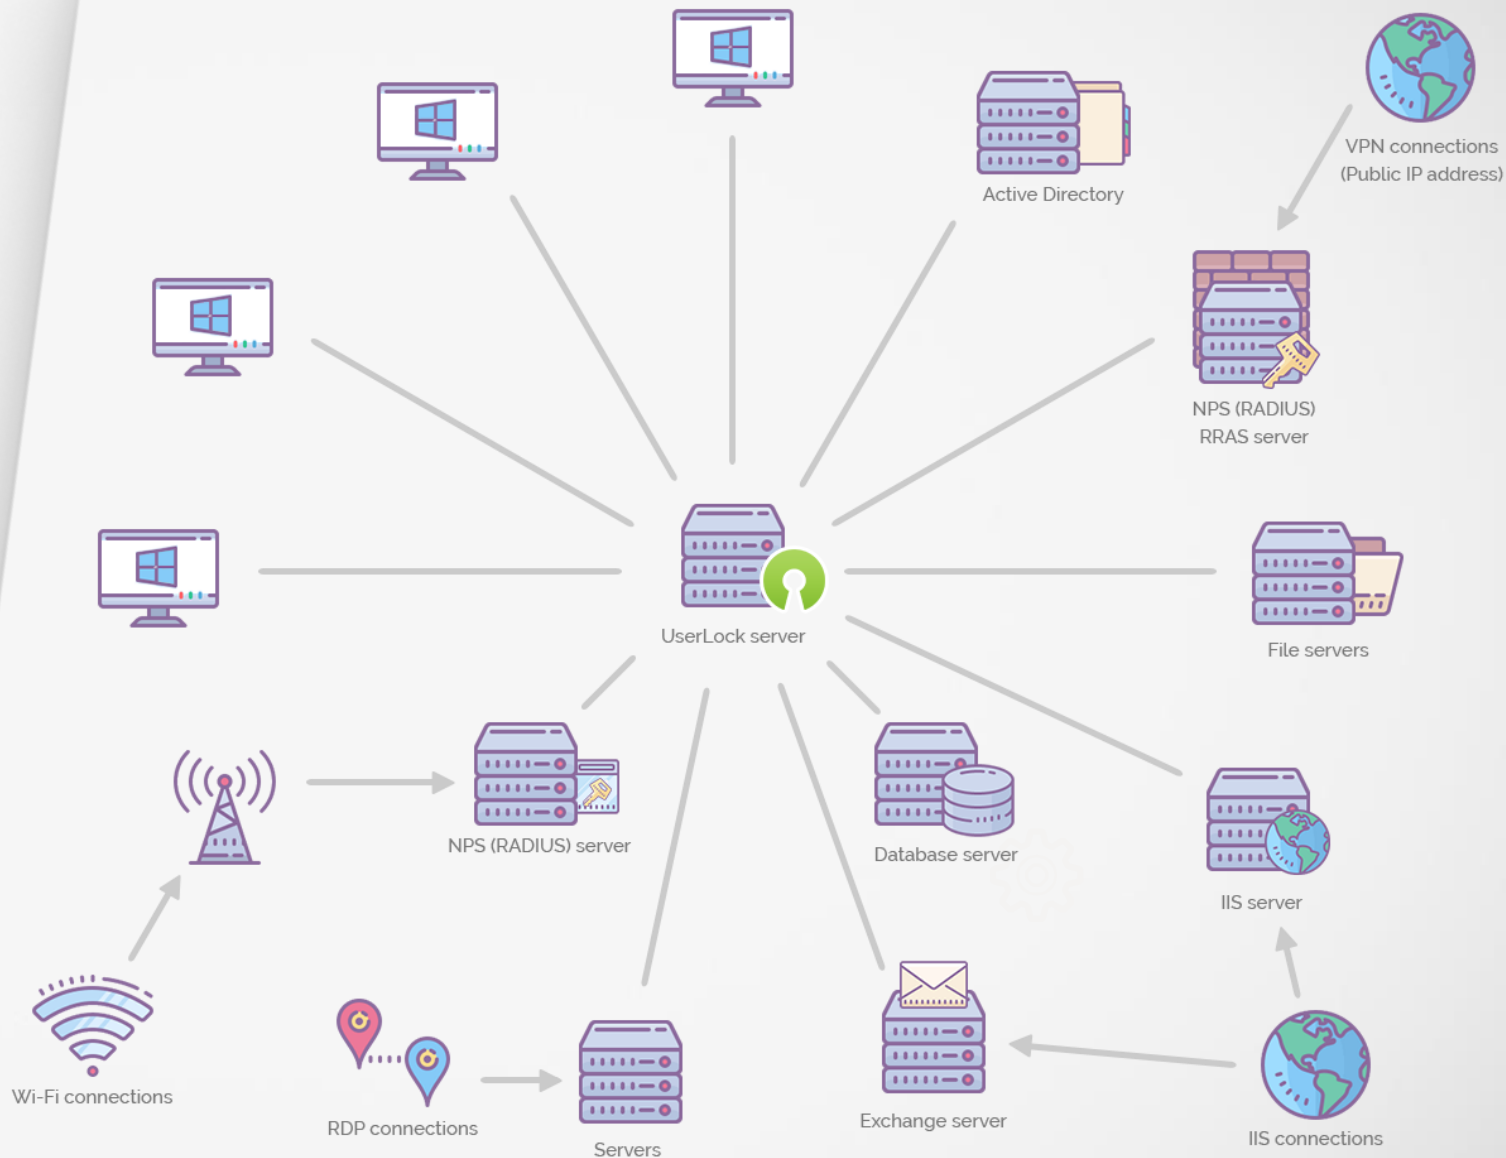 Active Directory
VPN connections
(Public IP address)
NPS (RADIUS)
RRAS server
UserLock server
File servers
NPS (RADIUS) server
Database server
IIS server
Wi-Fi connections
RDP connections
Servers
Exchange server
IIS connections